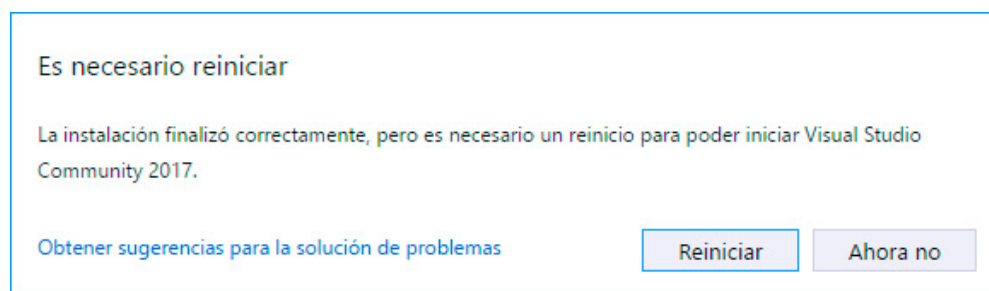 Es necesario reiniciar
La instalación finalizó correctamente, pero es necesario un reinicio para poder iniciar Visual Studio
Community 2017.
Obtener sugerencias para la solución de problemas
Reiniciar
Ahora no